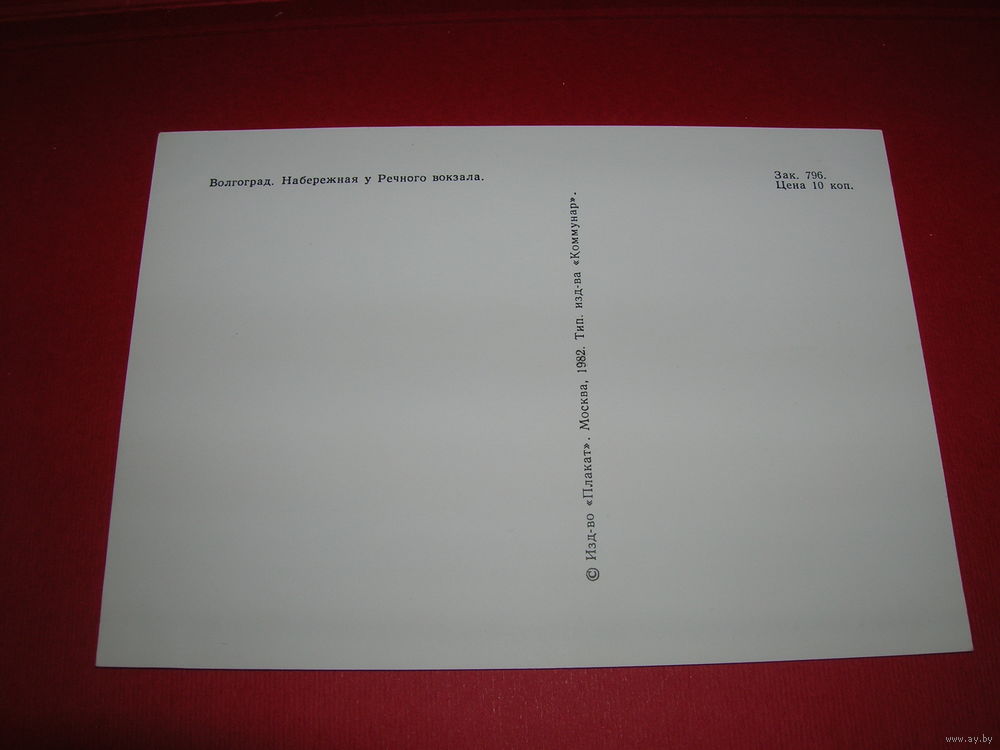 Волгоград. Набережная у Речного вокзала.
Зак. 796.
Цена 10 коп.
© Изд-во «Плакат». Москва, 1982. Тип. изд-ва «Коммунар».
www.ay.by